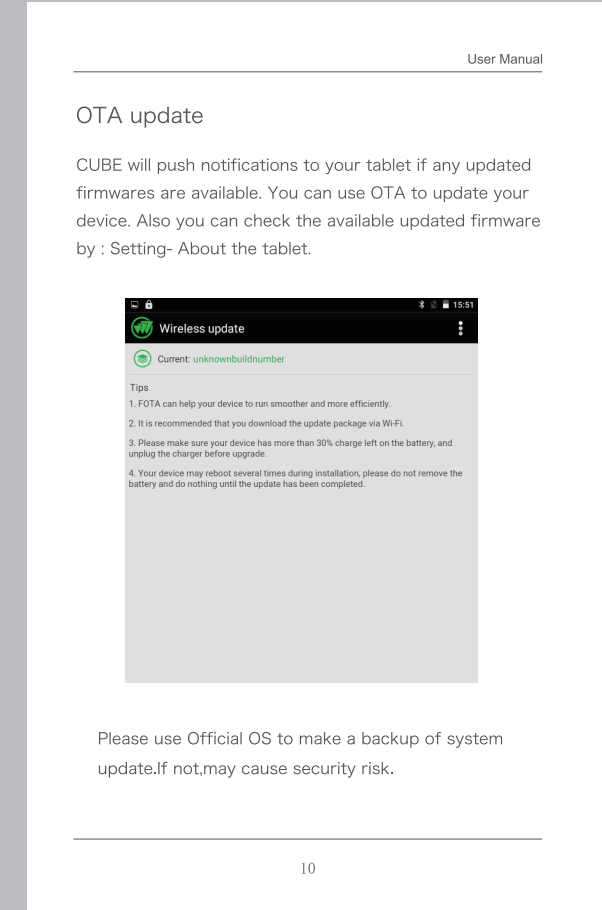 User Manual
OTA update
CUBE will push notifications to your tablet if any updated
firmwares are available. You can use OTA to update your
device. Also you can check the available updated firmware
by : Setting- About the tablet.
15:51
Wireless update
Current: unknownbuildnumber
Tips
1. FOTA can help your device to run smoother and more efficiently.
2. It is recommended that you download the update package via Wi-Fi.
3. Please make sure your device has more than 30% charge left on the battery, and
unplug the charger before upgrade.
4. Your device may reboot several times during installation, please do not remove the
battery and do nothing until the update has been completed.
Please use Official OS to make a backup of system
update.If not,may cause security risk.
10